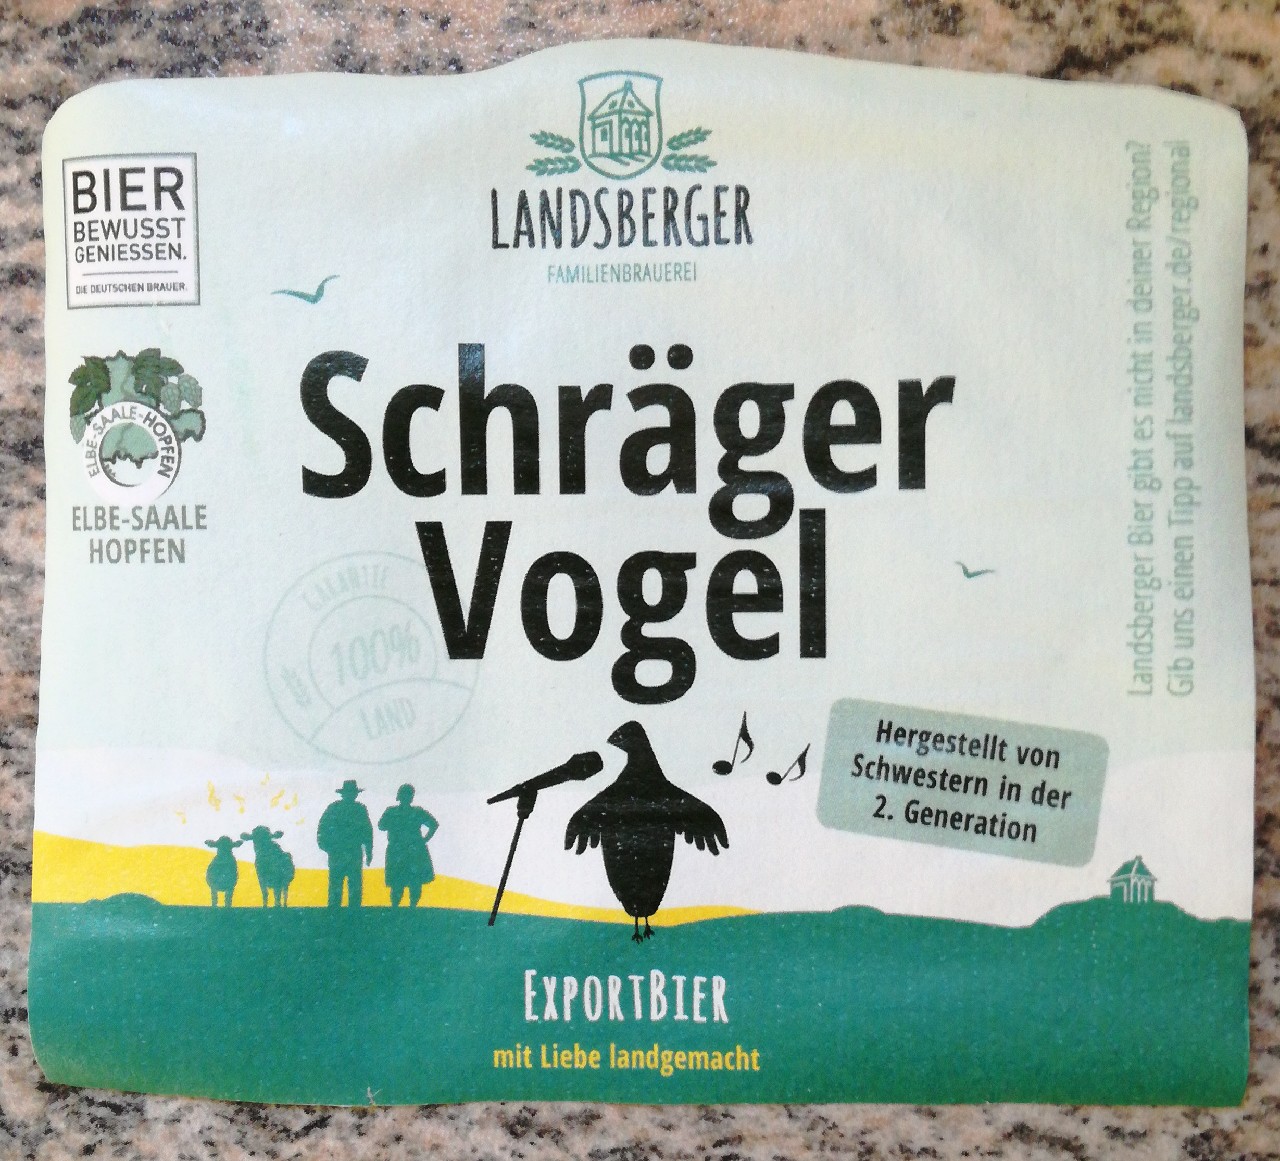 LANDSBERGER
FAMILIENBRAUEREI
BIER
BEWUSST
GENIESSEN.
DIE DEUTSCHEN BRAUER.
ELBE-SAALE-HOPFEN
ELBE-SAALE
HOPFEN
Schräger
Vogel
GARANTIE
100%
LAND
Hergestellt von
Schwestern in der
2. Generation
EXPORTBIER
mit Liebe landgemacht
Landsberger Bier gibt es nicht in deiner Region?
Gib uns einen Tipp auf landsberger.de/regional